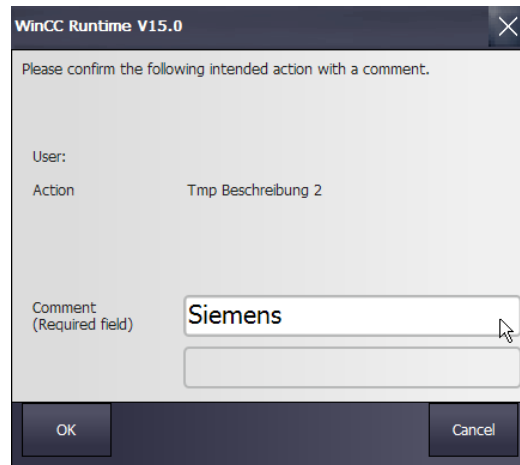 WinCC Runtime V15.0
Please confirm the following intended action with a comment.
User:
Action Tmp Beschreibung 2
Comment
(Required field)
Siemens
OK Cancel